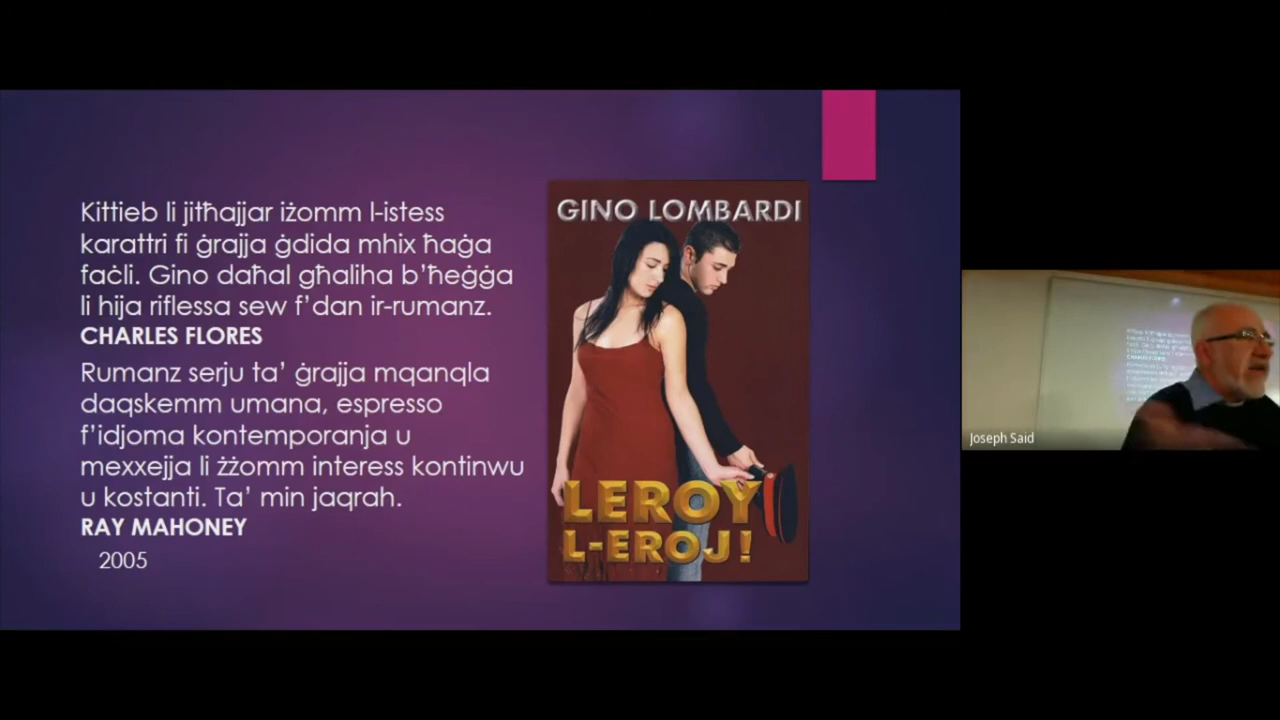 Kittieb li jitħajjar iżomm l-istess
karattri fi ġrajja ġdida mhix ħaġa
faċli. Gino daħal għaliha b'ħeġġa
li hija riflessa sew f'dan ir-rumanz.
CHARLES FLORES
Rumanz serju ta' ġrajja mqanqla
daqskemm umana, espresso
f'idjoma kontemporanja u
mexxejja li żżomm interess kontinwu
u kostanti. Ta' min jaqrah.
RAY MAHONEY
2005
GINO LOMBARDI
LEROY
L-EROJ!
Joseph Said